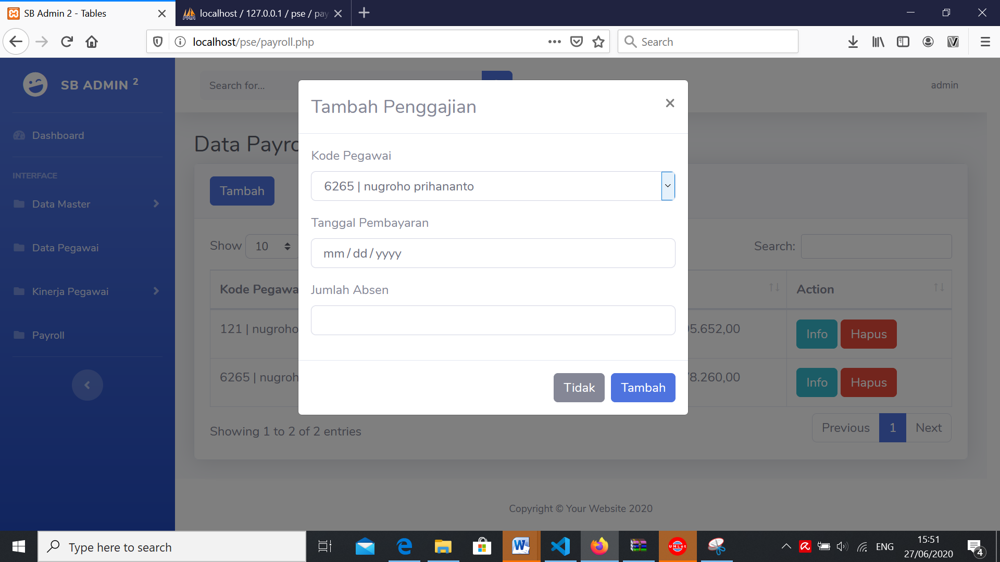 SB Admin 2 - Tables
localhost / 127.0.0.1 / pse / pay
localhost/pse/payroll.php
Search
SB ADMIN 2
Search for...
admin
Dashboard
INTERFACE
Data Master
Data Pegawai
Kinerja Pegawai
Payroll
Data Payro
Tambah
Show 10
Search:
Kode Pegawa
Action
121 | nugroho
5.652,00
Info
Hapus
6265 | nugroh
8.260,00
Info
Hapus
Showing 1 to 2 of 2 entries
Previous
1
Next
Tambah Penggajian
Kode Pegawai
6265 | nugroho prihananto
Tanggal Pembayaran
mm / dd / yyyy
Jumlah Absen
Tidak
Tambah
Copyright © Your Website 2020
Type here to search
UMLet
ENG
15:51
27/06/2020
4